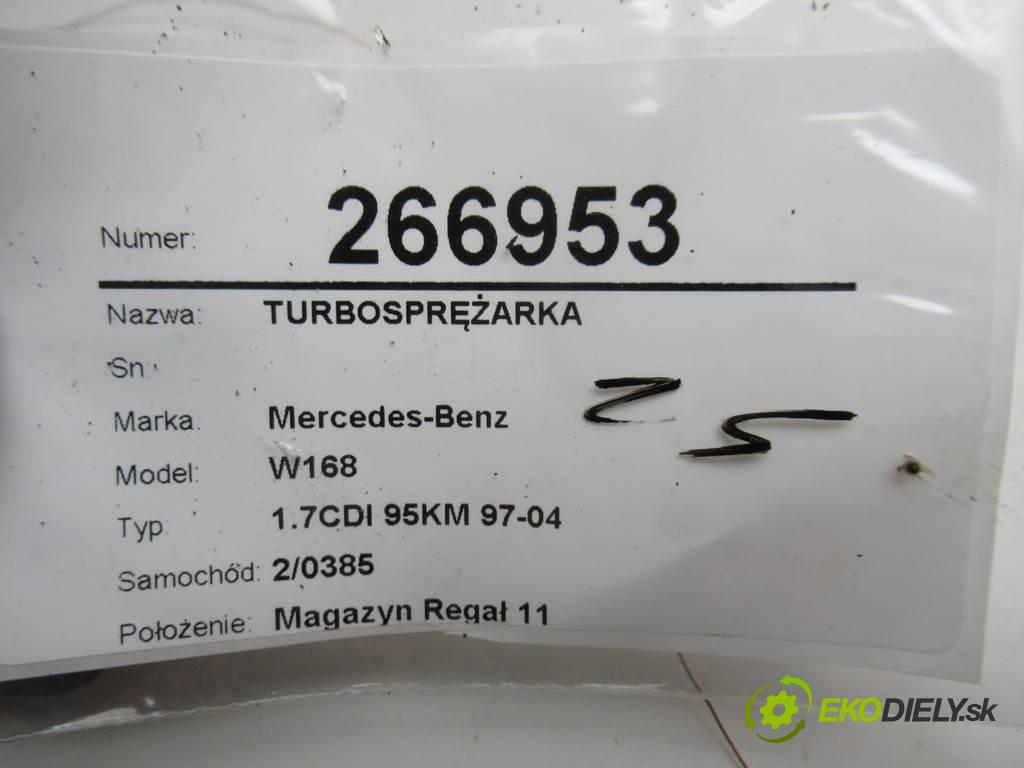 Numer: 266953
Nazwa: TURBOSPRĘŻARKA
Sn:
Marka: Mercedes-Benz
Model: W168
Typ: 1.7CDI 95KM 97-04
Samochód: 2/0385
Położenie: Magazyn Regał 11
EKODIELY.sk